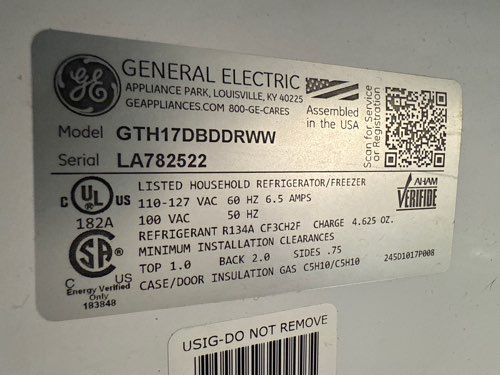 GENERAL ELECTRIC
APPLIANCE PARK, LOUISVILLE, KY 40225
GEAPPLIANCES.COM 800-GE-CARES
Assembled
in the USA
Scan for Service
or Registration
Model GTH17DBDDRWW
Serial LA782522
C UL US
182A
LISTED HOUSEHOLD REFRIGERATOR/FREEZER
110-127 VAC 60 HZ 6.5 AMPS
100 VAC 50 HZ
REFRIGERANT R134A CF3CH2F CHARGE 4.625 OZ.
MINIMUM INSTALLATION CLEARANCES
TOP 1.0 BACK 2.0 SIDES .75
CASE/DOOR INSULATION GAS C5H10/C5H10
245D1017P008
AHAM
VERIFIDE
SA
C US
Energy Verified
Only
183848
USIG-DO NOT REMOVE